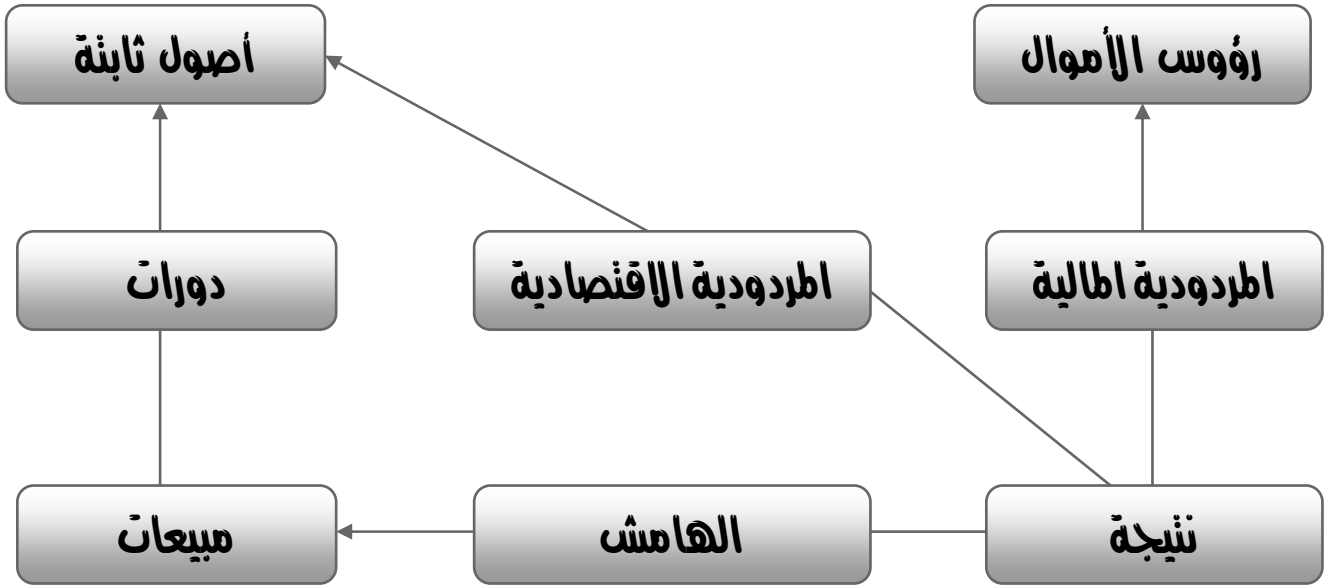 رؤوس الأموال
أصول ثابتة
المردودية المالية
المردودية الاقتصادية
دورات
نتيجة
الهامش
مبيعات